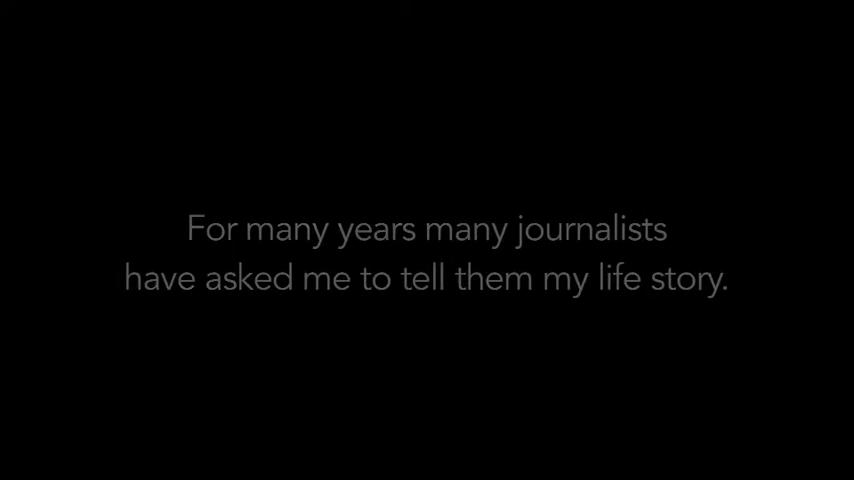 For many years many journalists
have asked me to tell them my life story.